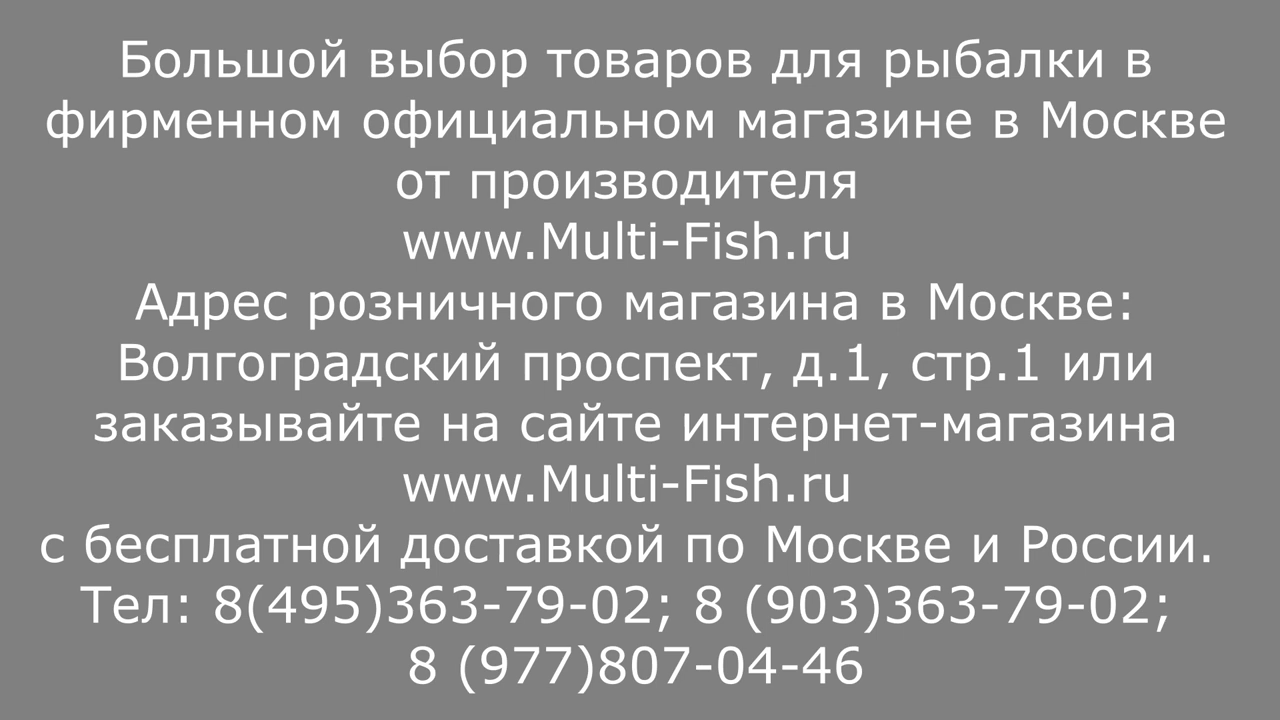 Большой выбор товаров для рыбалки в
фирменном официальном магазине в Москве
от производителя
www.Multi-Fish.ru
Адрес розничного магазина в Москве:
Волгоградский проспект, д.1, стр.1 или
заказывайте на сайте интернет-магазина
www.Multi-Fish.ru
с бесплатной доставкой по Москве и России.
Тел: 8(495)363-79-02; 8 (903)363-79-02;
8 (977)807-04-46